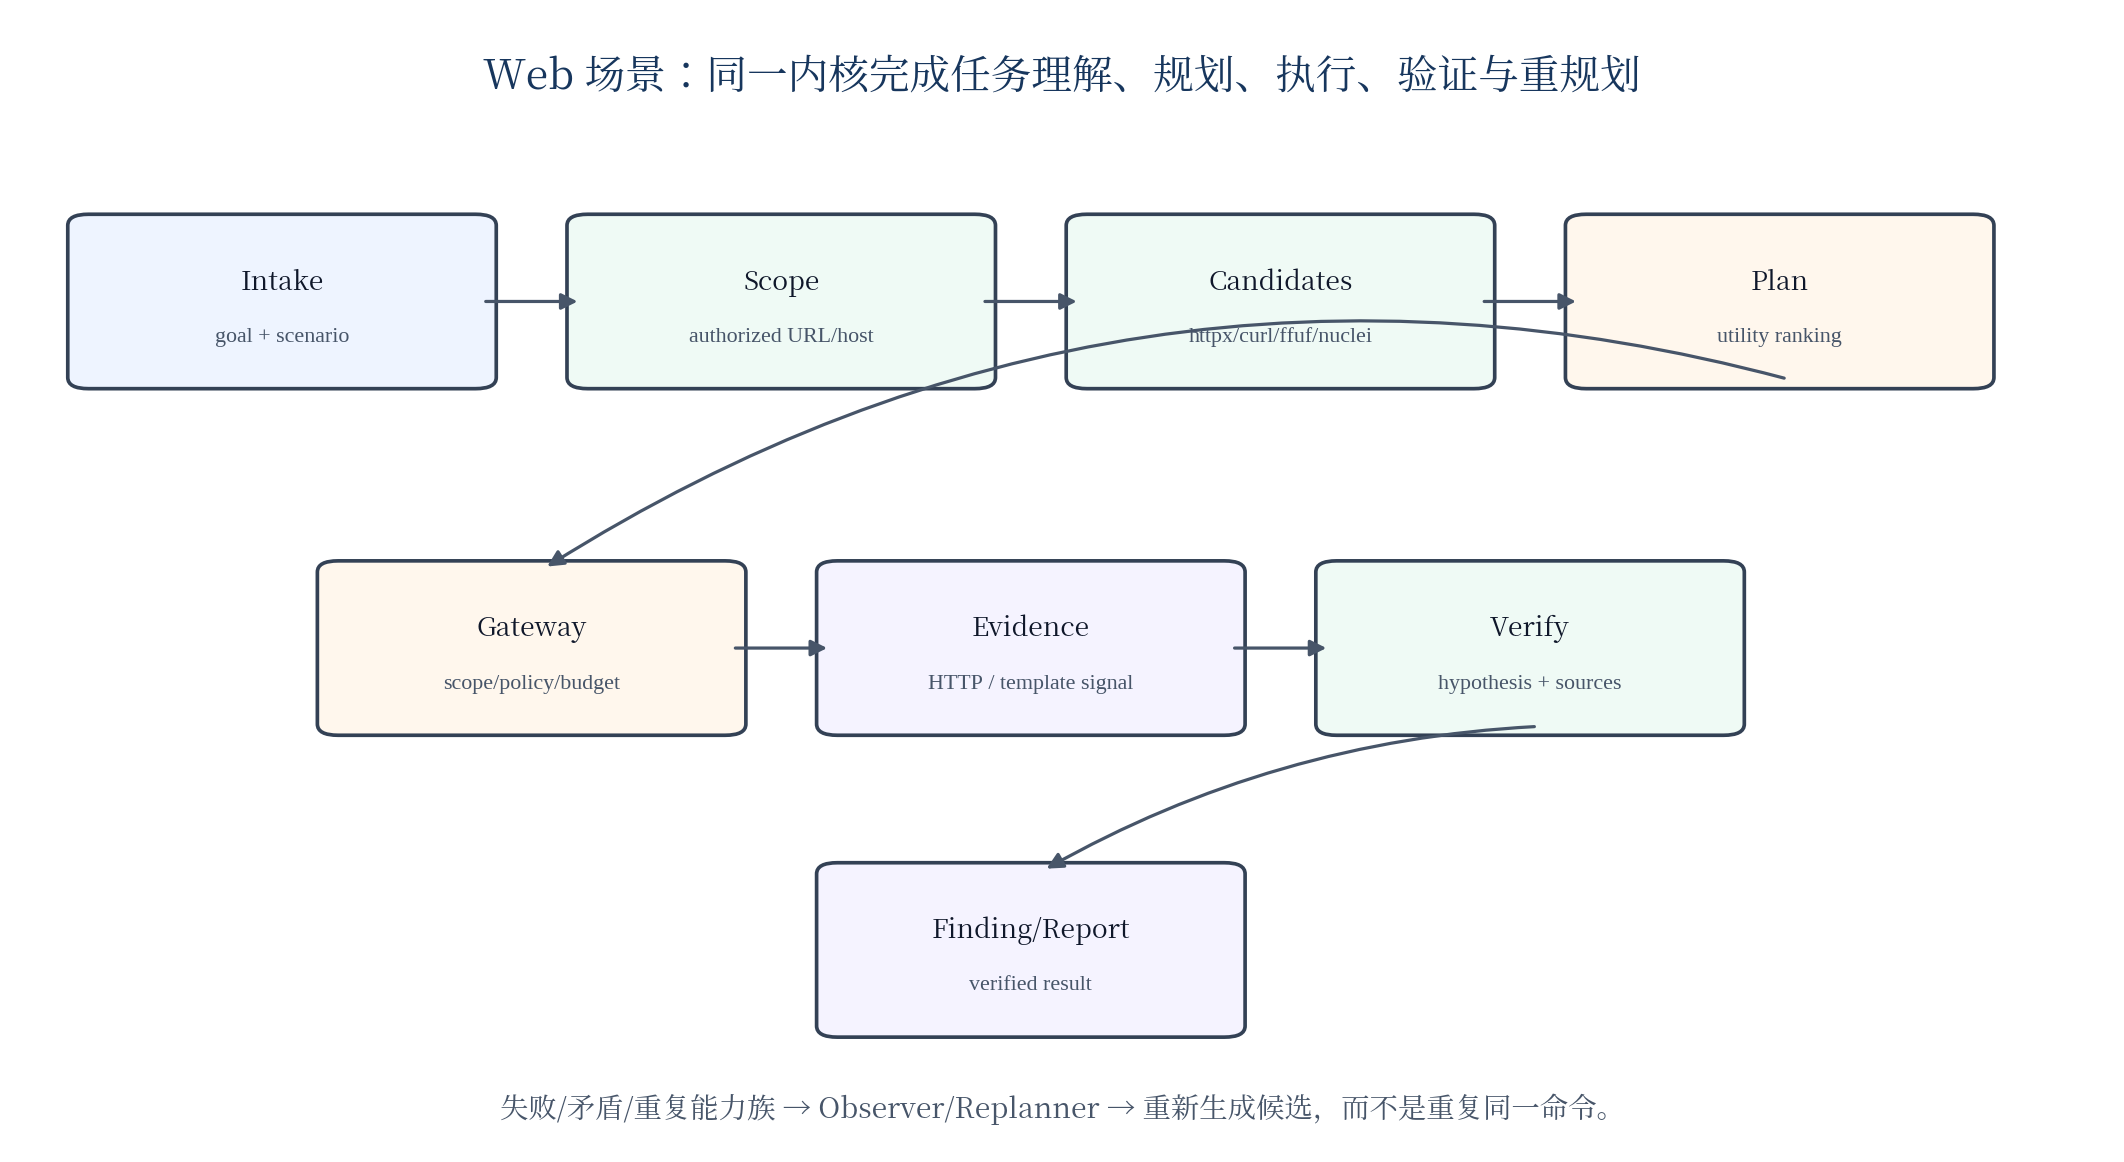 Web 场景：同一内核完成任务理解、规划、执行、验证与重规划
Intake
goal + scenario
Scope
authorized URL/host
Candidates
httpx/curl/ffuf/nuclei
Plan
utility ranking
Gateway
scope/policy/budget
Evidence
HTTP / template signal
Verify
hypothesis + sources
Finding/Report
verified result
失败/矛盾/重复能力族 → Observer/Replanner → 重新生成候选，而不是重复同一命令。